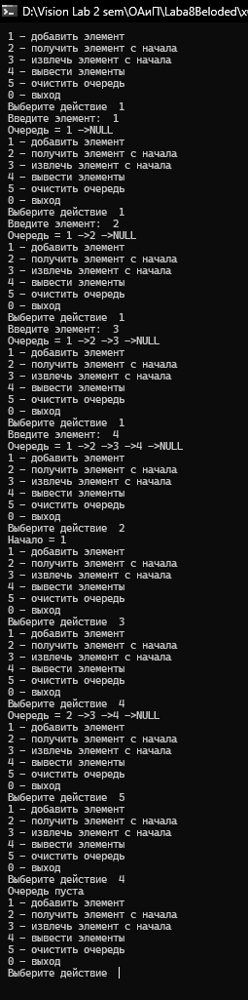 D:\Vision Lab 2 sem\ОАиП\Laba8Beloded\x
1 - добавить элемент
2 - получить элемент с начала
3 - извлечь элемент с начала
4 - вывести элементы
5 - очистить очередь
0 - выход
Выберите действие  1
Введите элемент:  1
Очередь = 1 ->NULL
1 - добавить элемент
2 - получить элемент с начала
3 - извлечь элемент с начала
4 - вывести элементы
5 - очистить очередь
0 - выход
Выберите действие  1
Введите элемент:  2
Очередь = 1 ->2 ->NULL
1 - добавить элемент
2 - получить элемент с начала
3 - извлечь элемент с начала
4 - вывести элементы
5 - очистить очередь
0 - выход
Выберите действие  1
Введите элемент:  3
Очередь = 1 ->2 ->3 ->NULL
1 - добавить элемент
2 - получить элемент с начала
3 - извлечь элемент с начала
4 - вывести элементы
5 - очистить очередь
0 - выход
Выберите действие  1
Введите элемент:  4
Очередь = 1 ->2 ->3 ->4 ->NULL
1 - добавить элемент
2 - получить элемент с начала
3 - извлечь элемент с начала
4 - вывести элементы
5 - очистить очередь
0 - выход
Выберите действие  2
Начало = 1
1 - добавить элемент
2 - получить элемент с начала
3 - извлечь элемент с начала
4 - вывести элементы
5 - очистить очередь
0 - выход
Выберите действие  3
1 - добавить элемент
2 - получить элемент с начала
3 - извлечь элемент с начала
4 - вывести элементы
5 - очистить очередь
0 - выход
Выберите действие  4
Очередь = 2 ->3 ->4 ->NULL
1 - добавить элемент
2 - получить элемент с начала
3 - извлечь элемент с начала
4 - вывести элементы
5 - очистить очередь
0 - выход
Выберите действие  5
1 - добавить элемент
2 - получить элемент с начала
3 - извлечь элемент с начала
4 - вывести элементы
5 - очистить очередь
0 - выход
Выберите действие  4
Очередь пуста
1 - добавить элемент
2 - получить элемент с начала
3 - извлечь элемент с начала
4 - вывести элементы
5 - очистить очередь
0 - выход
Выберите действие